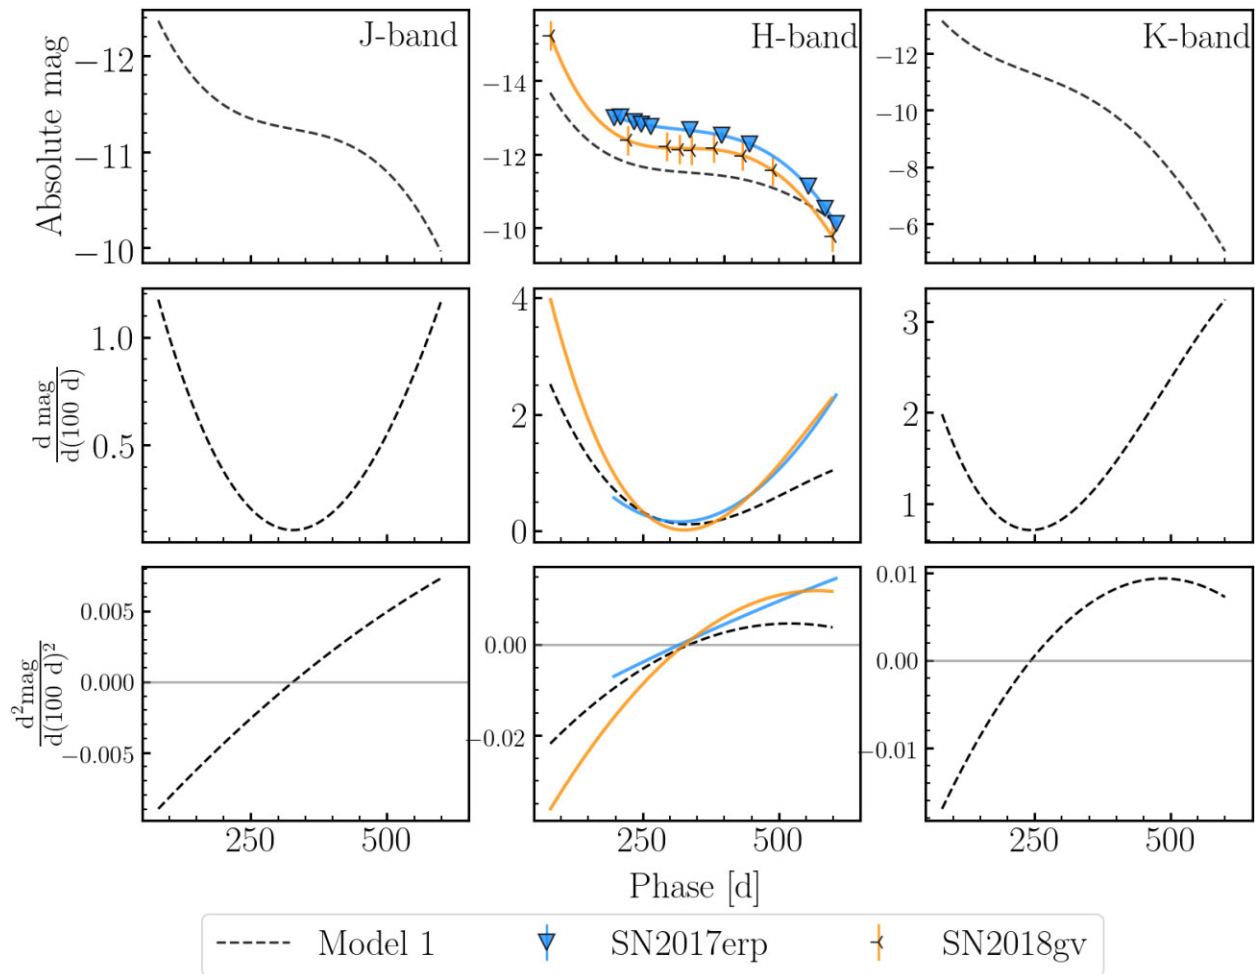 J-band
H-band
K-band
Absolute mag
−12
−11
−10
−14
−12
−10
−12
−10
−8
−6
d mag
d(100 d)
1.0
0.5
4
2
0
3
2
1
d²mag
d(100 d)²
0.005
0.000
−0.005
0.00
−0.02
0.01
0.00
−0.01
250
500
250
500
250
500
Phase [d]
Model 1
SN2017erp
SN2018gv